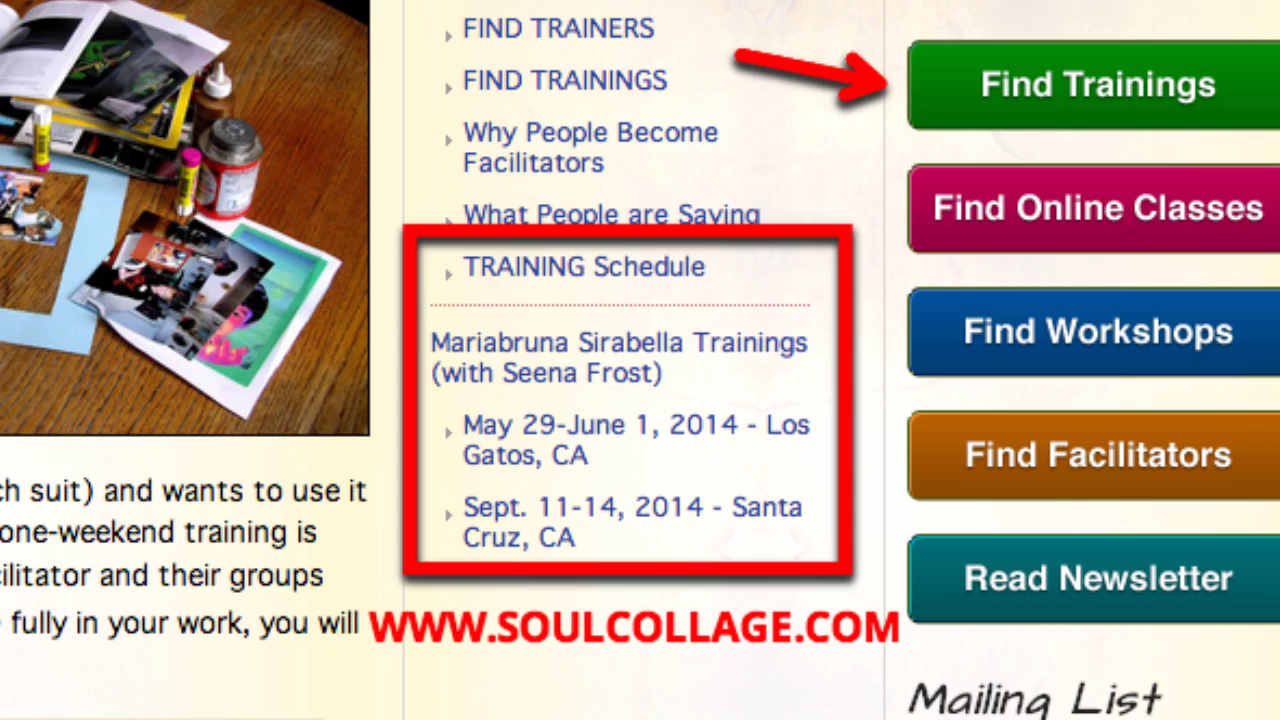 FIND TRAINERS
FIND TRAININGS
Why People Become
Facilitators
What People are Saying
TRAINING Schedule
Mariabruna Sirabella Trainings
(with Seena Frost)
May 29-June 1, 2014 - Los
Gatos, CA
Sept. 11-14, 2014 - Santa
Cruz, CA
ch suit) and wants to use it
one-weekend training is
cilitator and their groups
fully in your work, you will
WWW.SOULCOLLAGE.COM
Find Trainings
Find Online Classes
Find Workshops
Find Facilitators
Read Newsletter
Mailing List